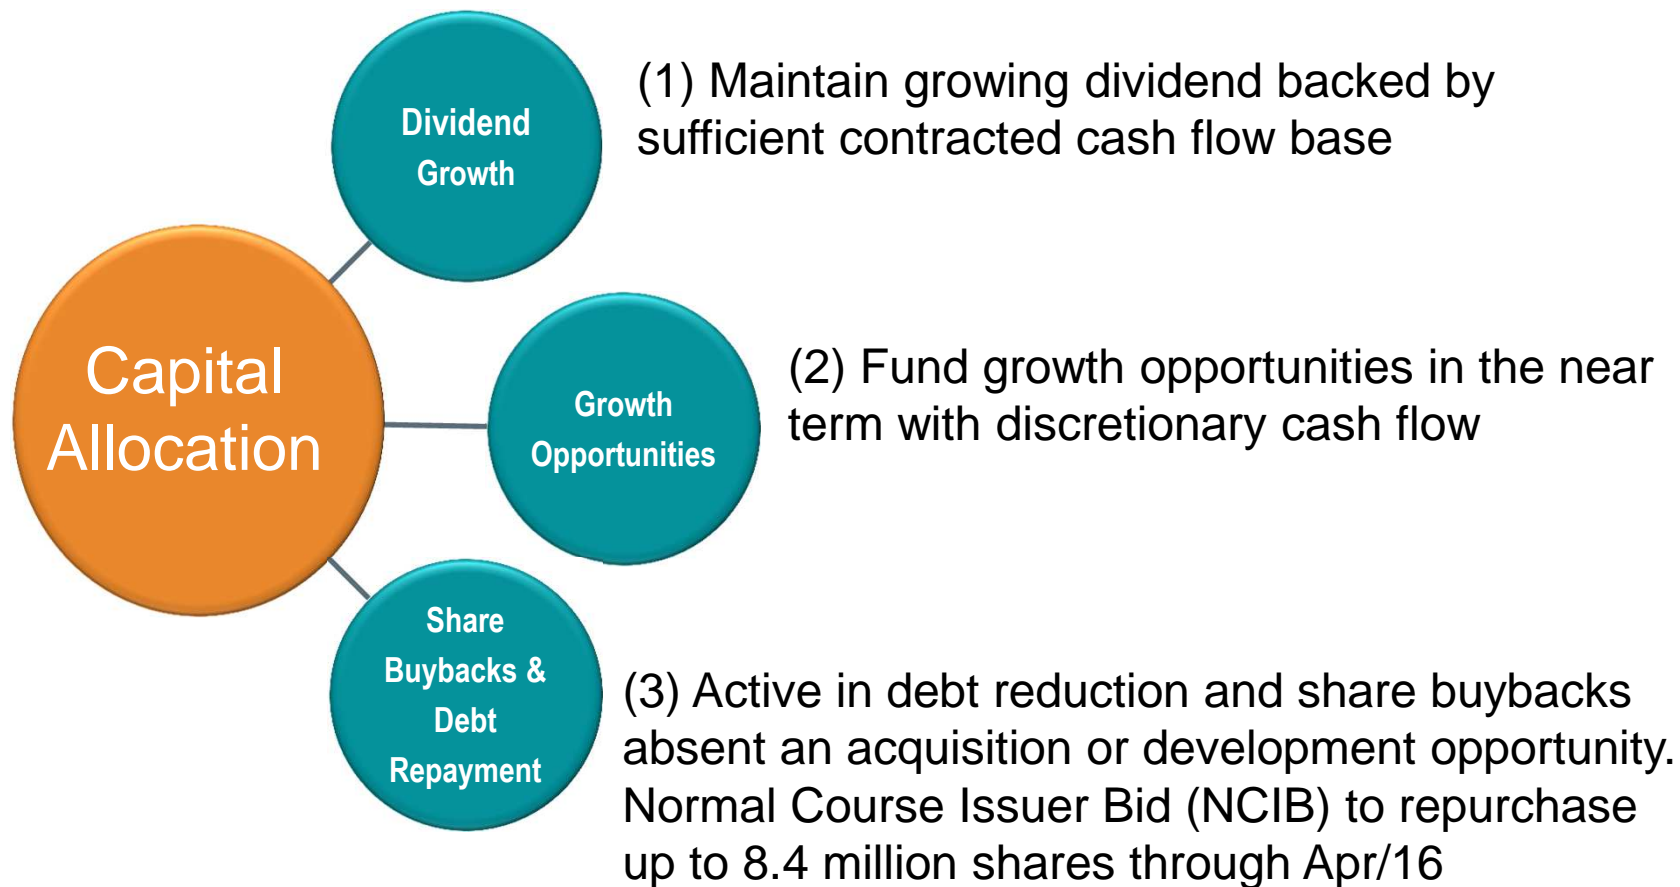 Capital
Allocation
Dividend
Growth
(1) Maintain growing dividend backed by
sufficient contracted cash flow base
Growth
Opportunities
(2) Fund growth opportunities in the near
term with discretionary cash flow
Share
Buybacks &
Debt
Repayment
(3) Active in debt reduction and share buybacks
absent an acquisition or development opportunity.
Normal Course Issuer Bid (NCIB) to repurchase
up to 8.4 million shares through Apr/16